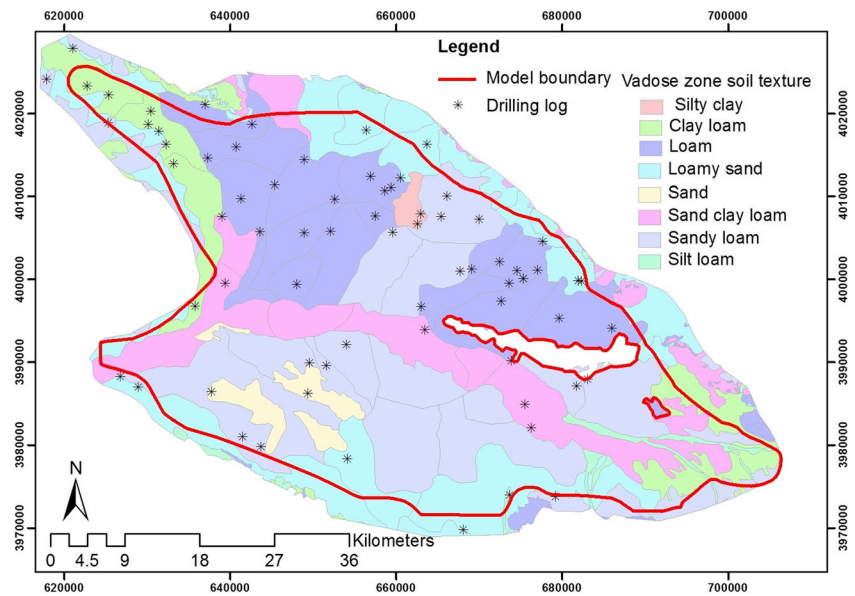 620000 640000 660000 680000 700000
Legend
Model boundary
Drilling log
Vadose zone soil texture
Silty clay
Clay loam
Loam
Loamy sand
Sand
Sand clay loam
Sandy loam
Silt loam
4020000
4010000
4000000
3990000
3980000
3970000
4020000
4010000
4000000
3990000
3980000
3970000
N
Kilometers
0 4.5 9 18 27 36
620000 640000 660000 680000 700000